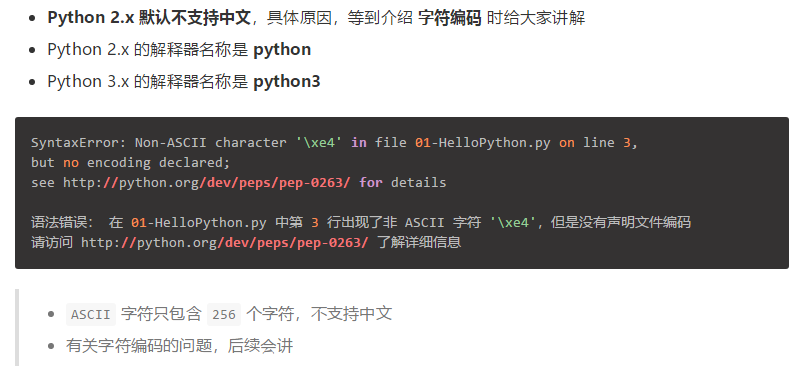 Python 2.x 默认不支持中文，具体原因，等到介绍 字符编码 时给大家讲解
Python 2.x 的解释器名称是 python
Python 3.x 的解释器名称是 python3
SyntaxError: Non-ASCII character '\xe4' in file 01-HelloPython.py on line 3,
but no encoding declared;
see http://python.org/dev/peps/pep-0263/ for details
语法错误： 在 01-HelloPython.py 中第 3 行出现了非 ASCII 字符 '\xe4'，但是没有声明文件编码
请访问 http://python.org/dev/peps/pep-0263/ 了解详细信息
ASCII 字符只包含 256 个字符，不支持中文
有关字符编码的问题，后续会讲